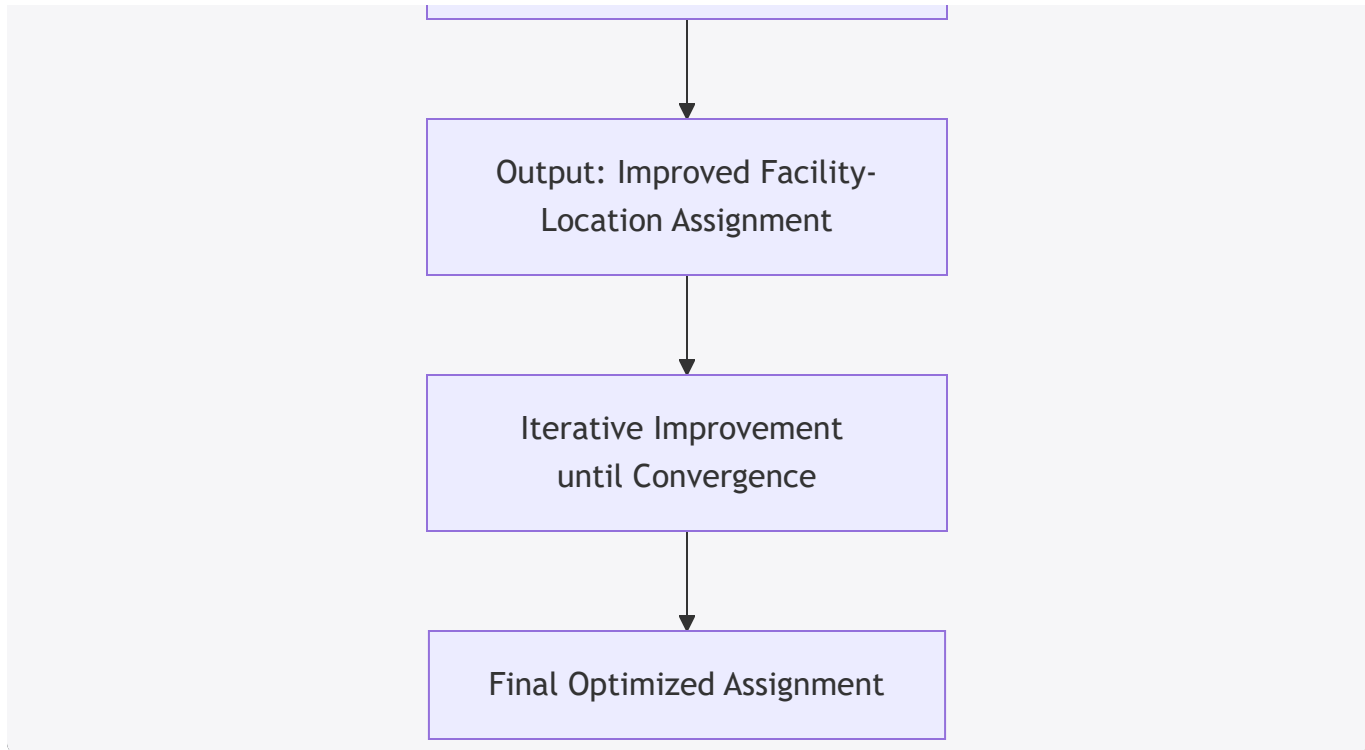 Output: Improved Facility-
Location Assignment
Iterative Improvement
until Convergence
Final Optimized Assignment